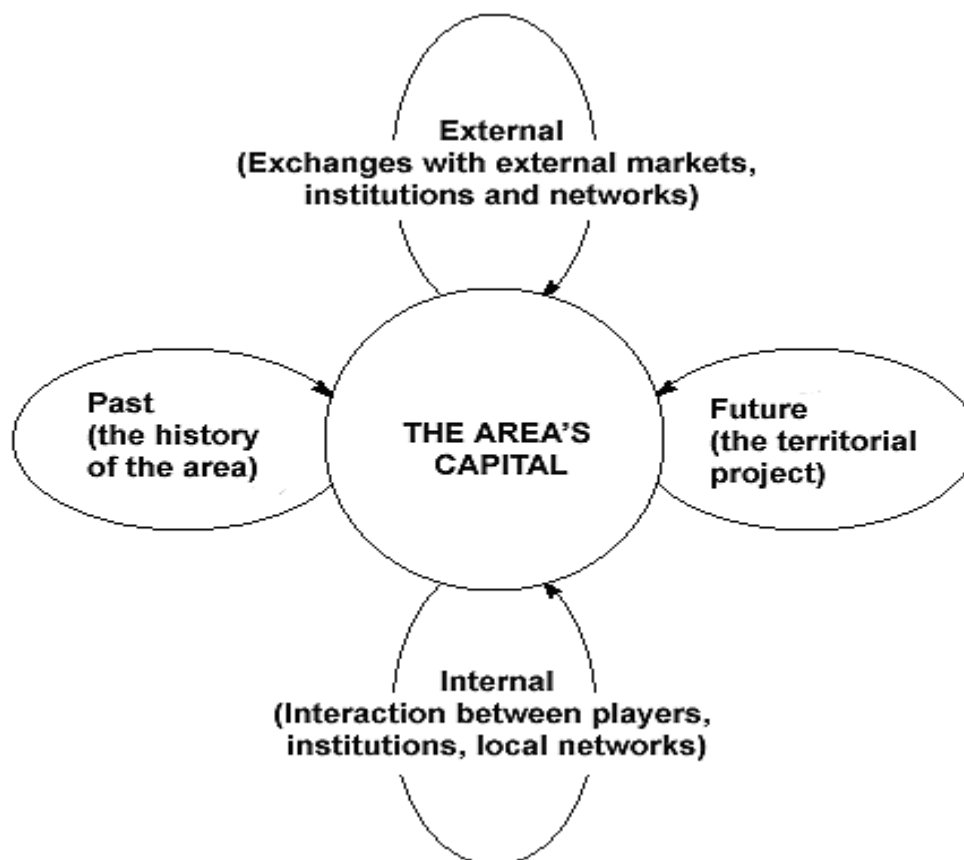 External
(Exchanges with external markets,
institutions and networks)
Past
(the history
of the area)
THE AREA'S
CAPITAL
Future
(the territorial
project)
Internal
(Interaction between players,
institutions, local networks)